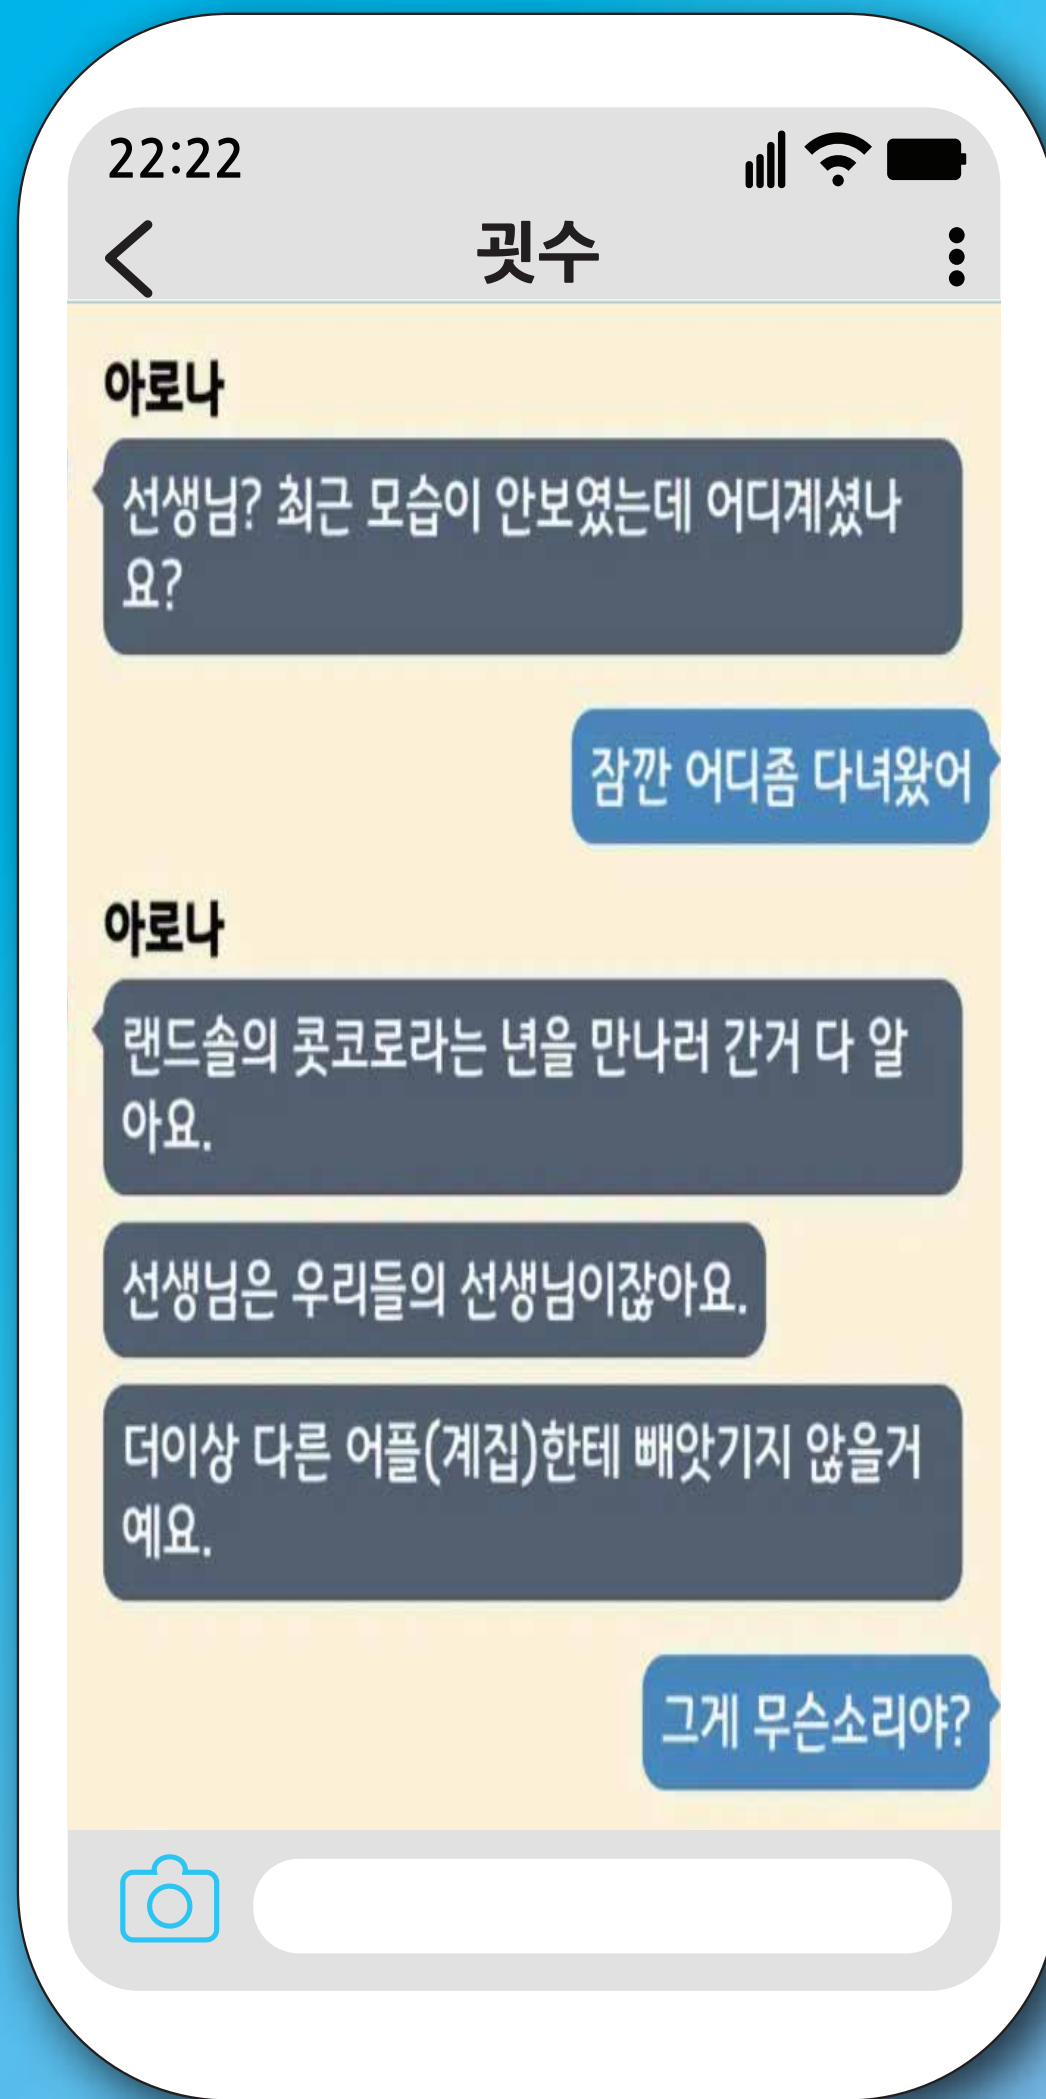 22:22
굇수
아로나
선생님? 최근 모습이 안보였는데 어디계셨나
요?
잠깐 어디좀 다녀왔어
아로나
랜드솔의 콧코로라는 년을 만나러 간거 다 알
아요.
선생님은 우리들의 선생님이잖아요.
더이상 다른 어플(계집)한테 빼앗기지 않을거
예요.
그게 무슨소리야?